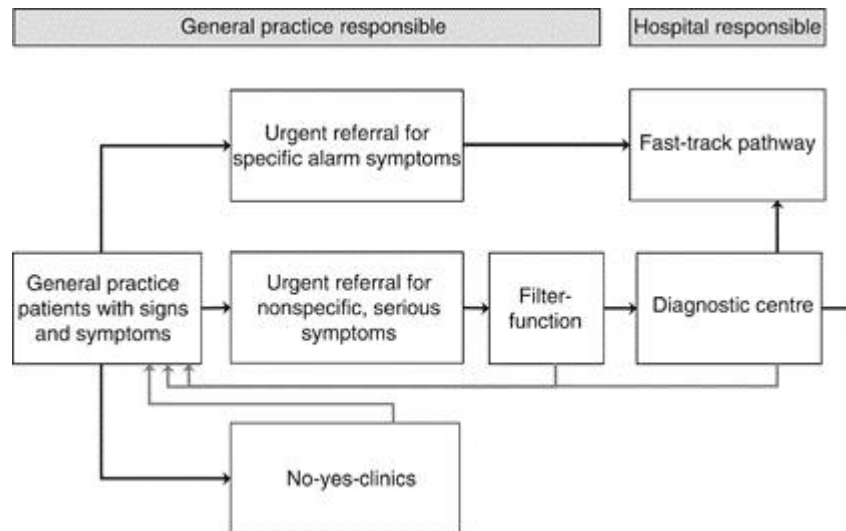 General practice responsible
Hospital responsible
Urgent referral for
specific alarm symptoms
Fast-track pathway
General practice
patients with signs
and symptoms
Urgent referral for
nonspecific, serious
symptoms
Filter-
function
Diagnostic centre
No-yes-clinics